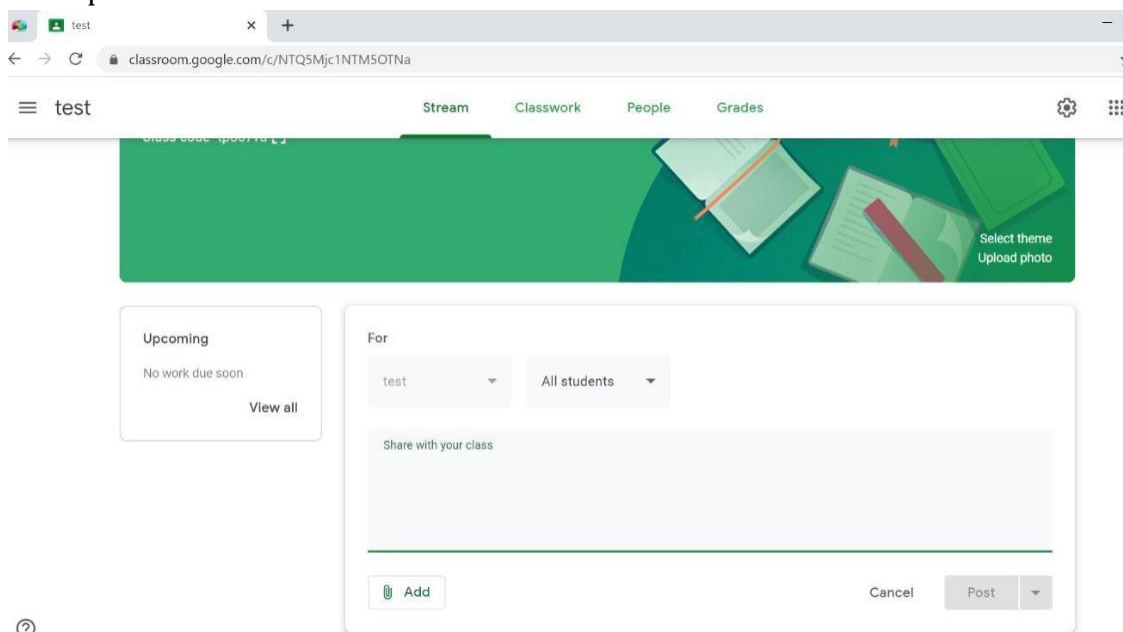 test
classroom.google.com/c/NTQ5Mjc1NTM5OTNa
test
Stream Classwork People Grades
Select theme
Upload photo
Upcoming
No work due soon
View all
For
test
All students
Share with your class
Add
Cancel
Post